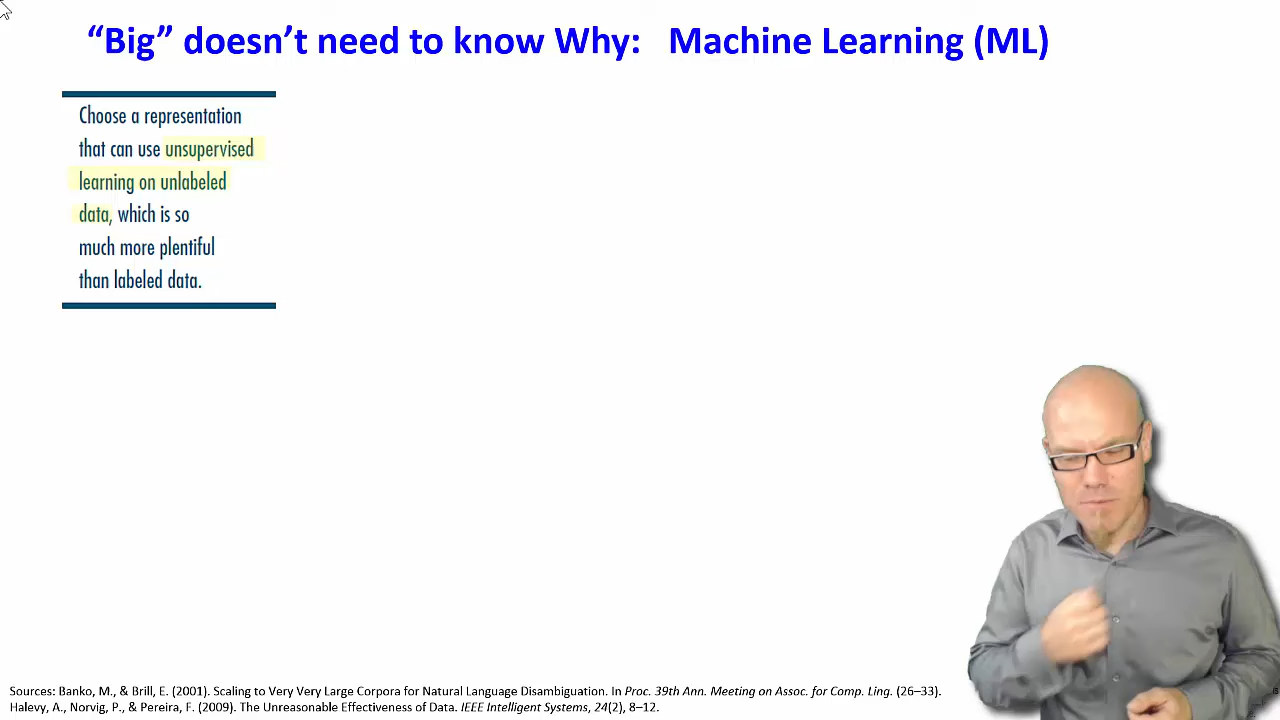 “Big” doesn’t need to know Why: Machine Learning (ML)
Choose a representation
that can use unsupervised
learning on unlabeled
data, which is so
much more plentiful
than labeled data.
Sources: Banko, M., & Brill, E. (2001). Scaling to Very Very Large Corpora for Natural Language Disambiguation. In Proc. 39th Ann. Meeting on Assoc. for Comp. Ling. (26–33).
Halevy, A., Norvig, P., & Pereira, F. (2009). The Unreasonable Effectiveness of Data. IEEE Intelligent Systems, 24(2), 8–12.